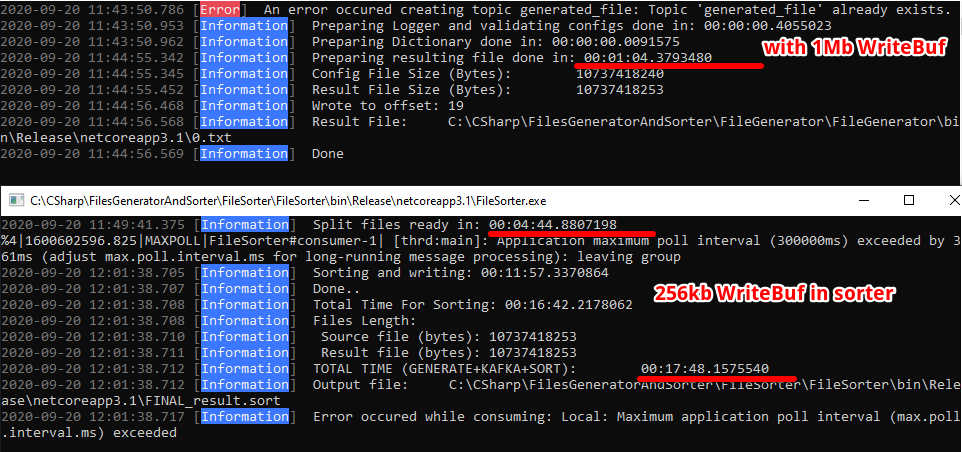 2020-09-20 11:43:50.786 [Error]  An error occured creating topic generated_file: Topic 'generated_file' already exists.
2020-09-20 11:43:50.953 [Information]  Preparing Logger and validating configs done in: 00:00:00.4055023
2020-09-20 11:43:50.962 [Information]  Preparing Dictionary done in: 00:00:00.0091575
with 1Mb WriteBuf
2020-09-20 11:44:55.342 [Information]  Preparing resulting file done in: 00:01:04.3793480
2020-09-20 11:44:55.451 [Information]  Config File Size (Bytes):        10737418240
2020-09-20 11:44:55.452 [Information]  Result File Size (Bytes):        10737418253
2020-09-20 11:44:56.468 [Information]  Wrote to offset: 19
2020-09-20 11:44:56.568 [Information]  Result File:     C:\CSharp\FilesGeneratorAndSorter\FileGenerator\FileGenerator\bi
n\Release\netcoreapp3.1\0.txt
2020-09-20 11:44:56.569 [Information]  Done
C:\CSharp\FilesGeneratorAndSorter\FileSorter\FileSorter\bin\Release\netcoreapp3.1\FileSorter.exe
2020-09-20 11:49:41.375 [Information]  Split files ready in: 00:04:44.8807198
%4|1600602596.825|MAXPOLL|FileSorter#consumer-1| [thrd:main]: Application maximum poll interval (300000ms) exceeded by 3
61ms (adjust max.poll.interval.ms for long-running message processing): leaving group
2020-09-20 12:01:38.705 [Information]  Sorting and writing: 00:11:57.3370864
2020-09-20 12:01:38.707 [Information]  Done..
256kb WriteBuf in sorter
2020-09-20 12:01:38.708 [Information]  Total Time For Sorting: 00:16:42.2178062
2020-09-20 12:01:38.708 [Information]  Files Length:
2020-09-20 12:01:38.710 [Information]   Source file (bytes): 10737418253
2020-09-20 12:01:38.711 [Information]   Result file (bytes): 10737418253
2020-09-20 12:01:38.712 [Information]  TOTAL TIME (GENERATE+KAFKA+SORT):        00:17:48.1575540
2020-09-20 12:01:38.712 [Information]  Output file:     C:\CSharp\FilesGeneratorAndSorter\FileSorter\FileSorter\bin\Rele
ase\netcoreapp3.1\FINAL_result.sort
2020-09-20 12:01:38.717 [Information]  Error occured while consuming: Local: Maximum application poll interval (max.poll
.interval.ms) exceeded